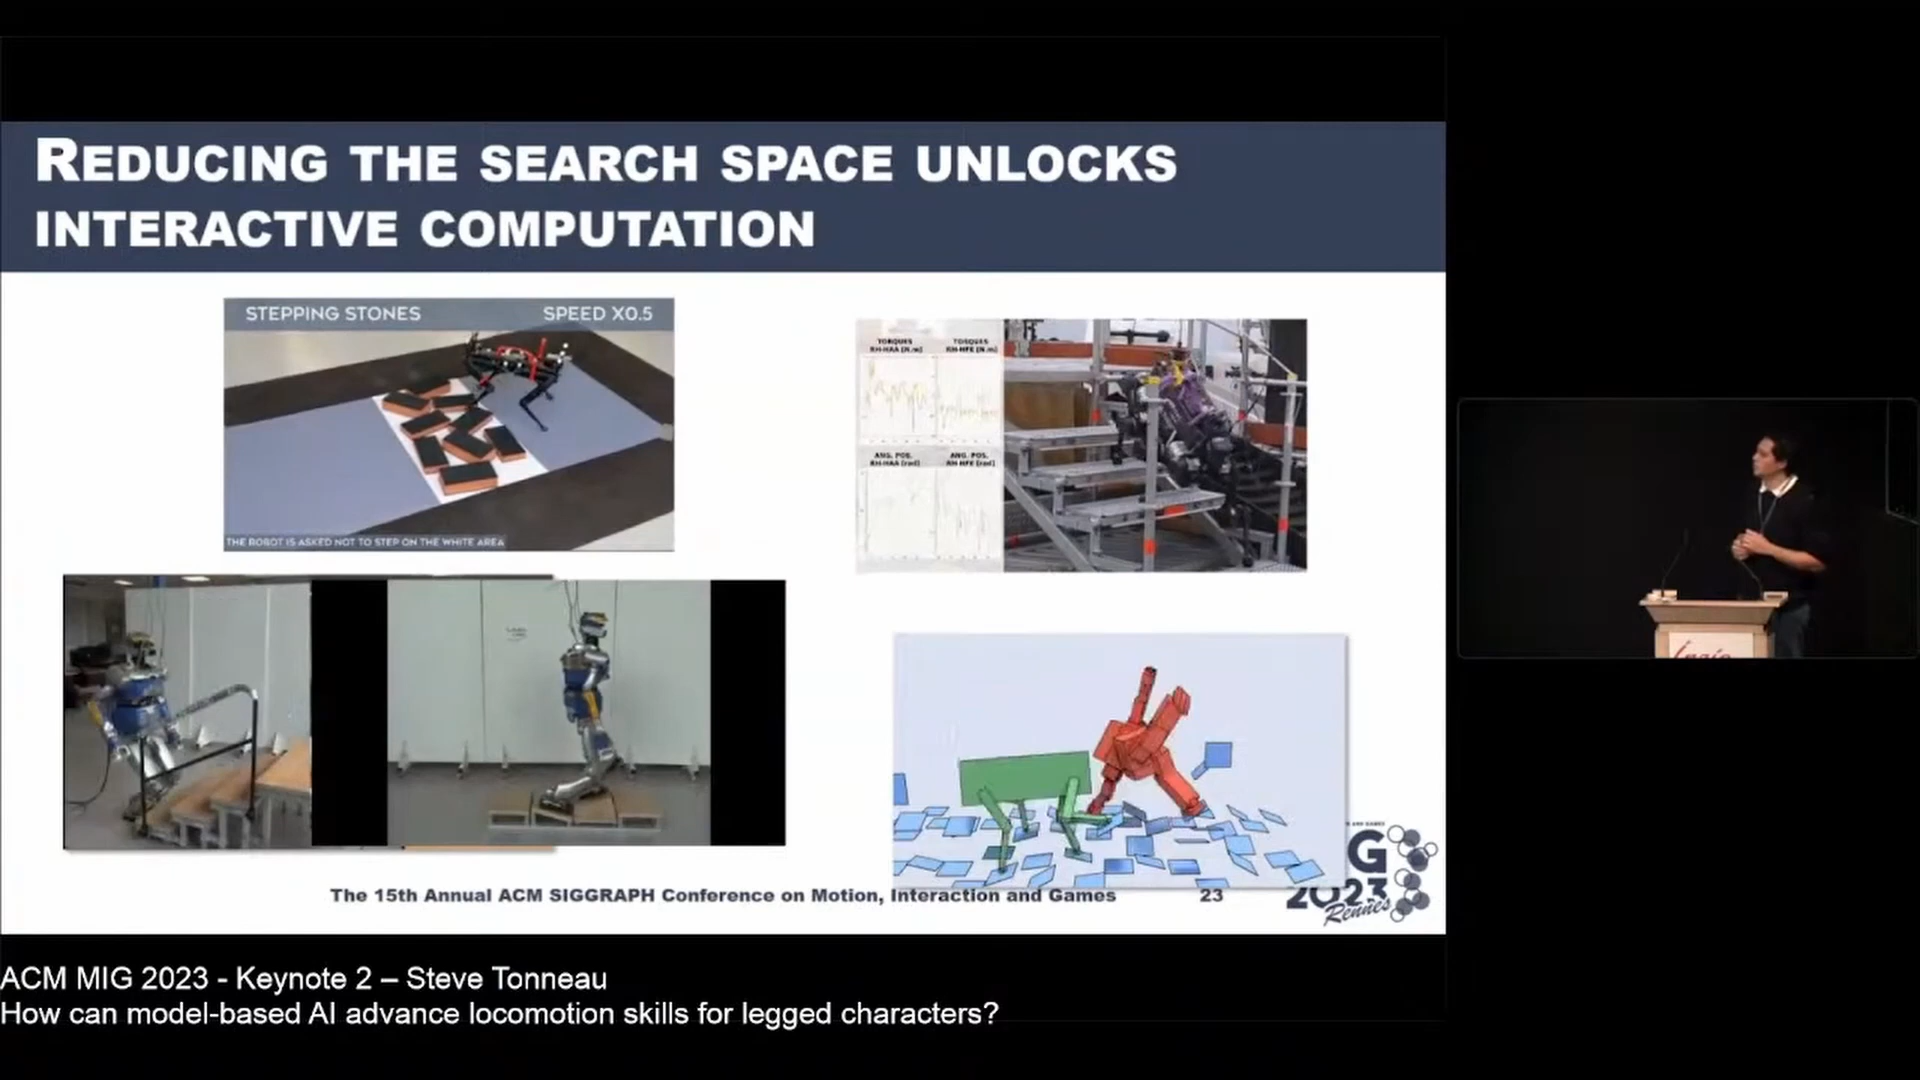 REDUCING THE SEARCH SPACE UNLOCKS
INTERACTIVE COMPUTATION
STEPPING STONES
SPEED X0.5
THE ROBOT IS ASKED NOT TO STEP ON THE WHITE AREA
TORQUES
RH-HAA [N.m]
TORQUES
RH-HFE [N.m]
ANG. POS.
RH-HAA [rad]
ANG. POS.
RH-HFE [rad]
The 15th Annual ACM SIGGRAPH Conference on Motion, Interaction and Games
23
G
2023
Rennes
Inria
ACM MIG 2023 - Keynote 2 – Steve Tonneau
How can model-based AI advance locomotion skills for legged characters?